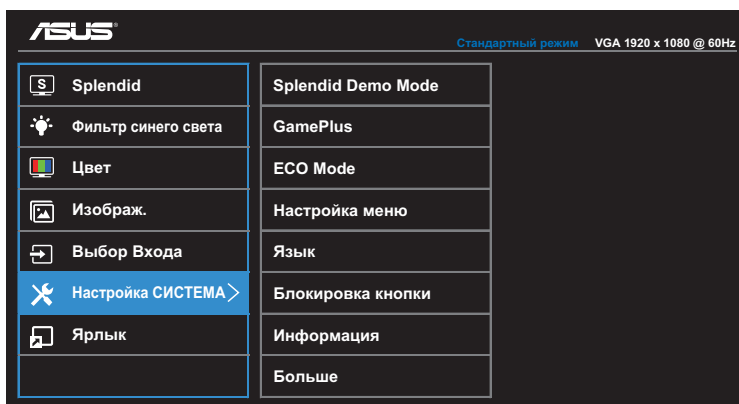 ASUS
Стандартный режим VGA 1920 x 1080 @ 60Hz
S Splendid
Фильтр синего света
Цвет
Изображ.
Выбор Входа
Настройка СИСТЕМА
Ярлык
Splendid Demo Mode
GamePlus
ECO Mode
Настройка меню
Язык
Блокировка кнопки
Информация
Больше